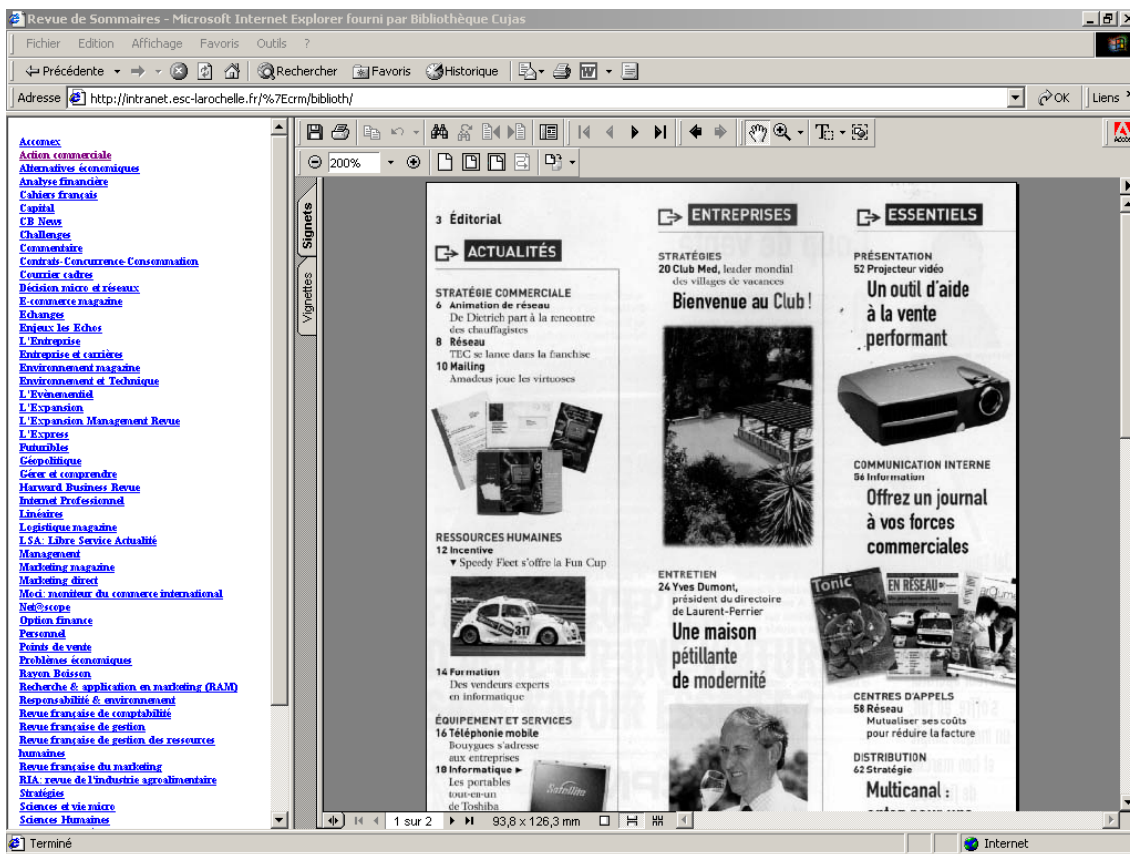 Revue de Sommaires - Microsoft Internet Explorer fourni par Bibliothèque Cujas
Fichier Edition Affichage Favoris Outils ?
Précédente Rechercher Favoris Historique
Adresse http://intranet.esc-larochelle.fr/%7Ecrm/biblioth/ OK Liens
Accomex
Action commerciale
Alternatives économiques
Analyse financière
Cahiers français
Capital
CB News
Challenges
Commentaire
Contrats-Concurrence-Consommation
Courrier cadres
Décision micro et réseaux
E-commerce magazine
Echanges
Enjeux les Echos
L'Entreprise
Entreprise et carrières
Environnement magazine
Environnement et Technique
L'Evènementiel
L'Expansion
L'Expansion Management Revue
L'Express
Futuribles
Géopolitique
Gérer et comprendre
Harward Business Revue
Internet Professionnel
Linéaires
Logistique magazine
LSA: Libre Service Actualité
Management
Marketing magazine
Marketing direct
Moci: moniteur du commerce international
Net@scope
Option finance
Personnel
Points de vente
Problèmes économiques
Rayon Boisson
Recherche & application en marketing (RAM)
Responsabilité & environnement
Revue française de comptabilité
Revue française de gestion
Revue française de gestion des ressources
humaines
Revue française du marketing
RIA: revue de l'industrie agroalimentaire
Stratégies
Sciences et vie micro
Sciences Humaines
Adobe
200%
Signets
Vignettes
3 Éditorial
ACTUALITÉS
STRATÉGIE COMMERCIALE
6 Animation de réseau
De Dietrich part à la rencontre
des chauffagistes
8 Réseau
TEC se lance dans la franchise
10 Mailing
Amadeus joue les virtuoses
RESSOURCES HUMAINES
12 Incentive
▼ Speedy Fleet s'offre la Fun Cup
317
14 Formation
Des vendeurs experts
en informatique
ÉQUIPEMENT ET SERVICES
16 Téléphonie mobile
Bouygues s'adresse
aux entreprises
18 Informatique ►
Les portables
tout-en-un
de Toshiba
Satellite
ENTREPRISES
STRATÉGIES
20 Club Med, leader mondial
des villages de vacances
Bienvenue au Club !
ENTRETIEN
24 Yves Dumont,
président du directoire
de Laurent-Perrier
Une maison
pétillante
de modernité
ESSENTIELS
PRÉSENTATION
52 Projecteur vidéo
Un outil d'aide
à la vente
performant
COMMUNICATION INTERNE
56 Information
Offrez un journal
à vos forces
commerciales
Tonic
EN RÉSEAU
CENTRES D'APPELS
58 Réseau
Mutualiser ses coûts
pour réduire la facture
DISTRIBUTION
62 Stratégie
Multicanal :
1 sur 2 93,8 x 126,3 mm
Terminé Internet